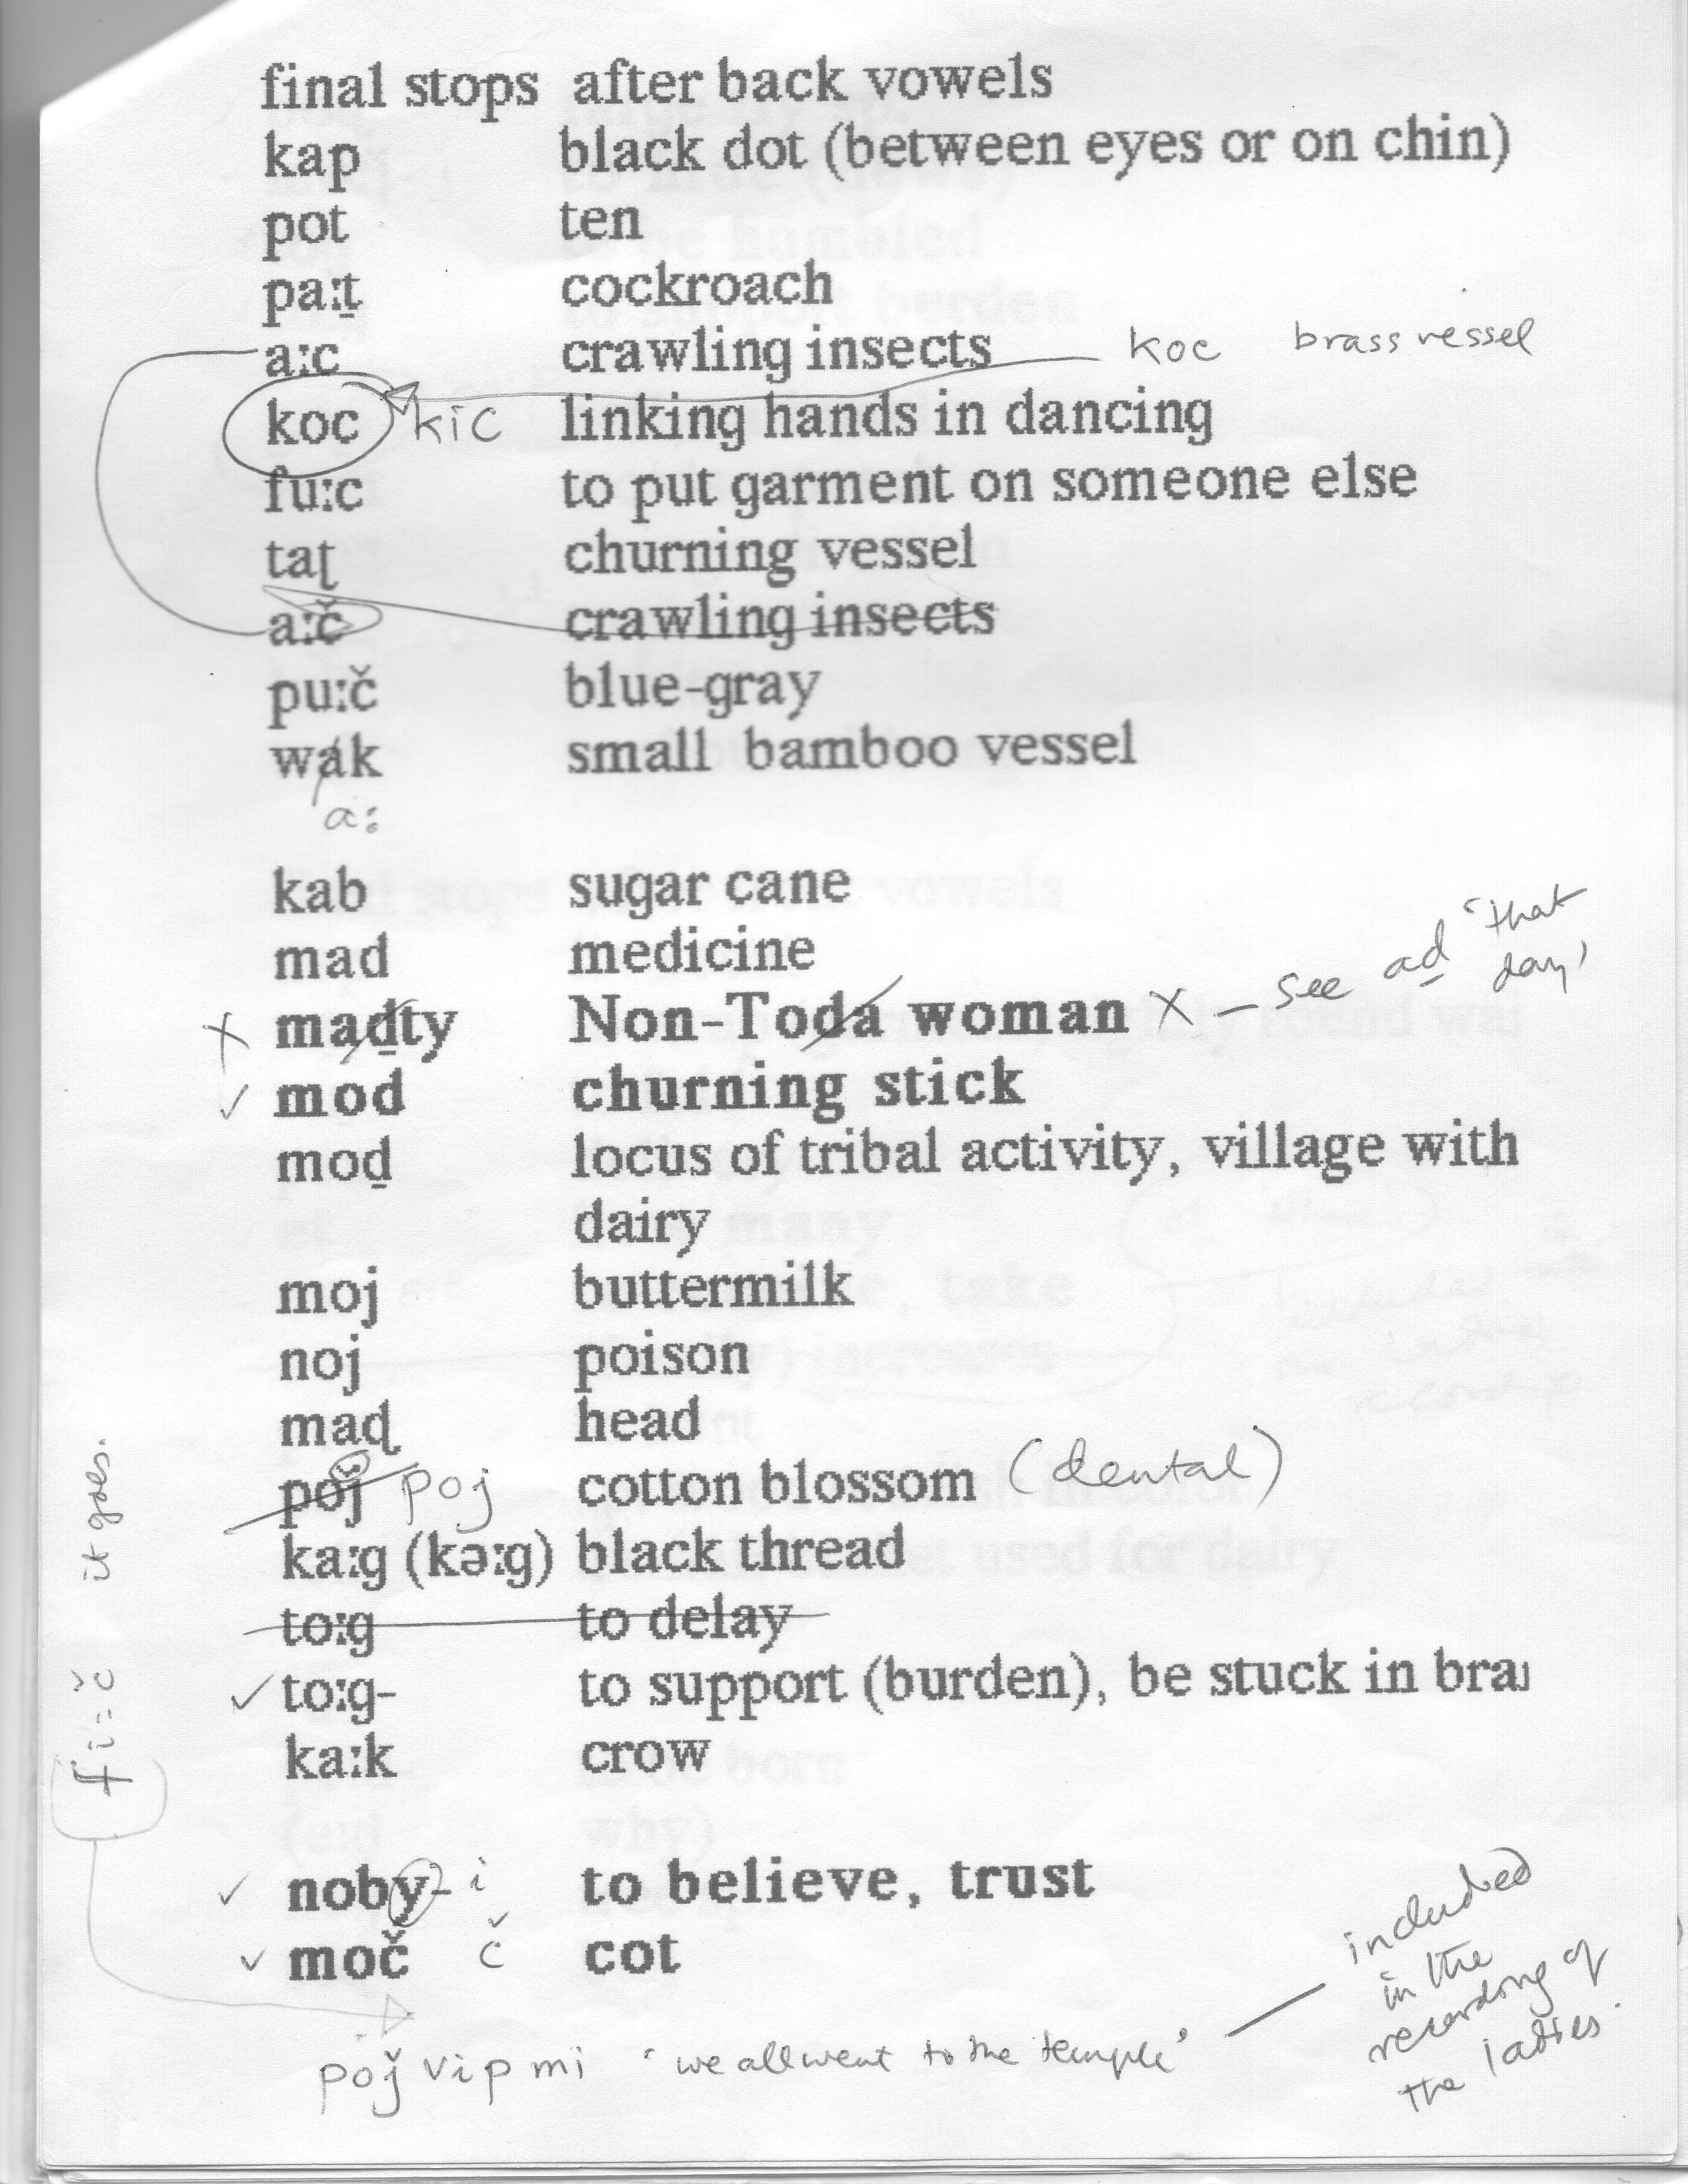 final stops after back vowels
kap black dot (between eyes or on chin)
pot ten
pa:t̠ cockroach
a:c crawling insects koc brass vessel
koc kic linking hands in dancing
fu:c to put garment on someone else
taʈ churning vessel
a:č crawling insects
pu:č blue-gray
wak small bamboo vessel
a:
kab sugar cane
mad medicine
mad̠ty Non-Toda woman X – see ad̠ ‘that day’
✓ mod churning stick
mod̠ locus of tribal activity, village with
dairy
moj buttermilk
noj poison
maɖ head
poǰ poj cotton blossom (dental)
ka:g (kə:g) black thread
to:g to delay
✓ to:g- to support (burden), be stuck in bra
ka:k crow
fi:č it goes.
✓ noby- i to believe, trust
✓ moč č cot
poǰ vip mi ‘we all went to the temple’ — included
in the
recording of
the ladies.